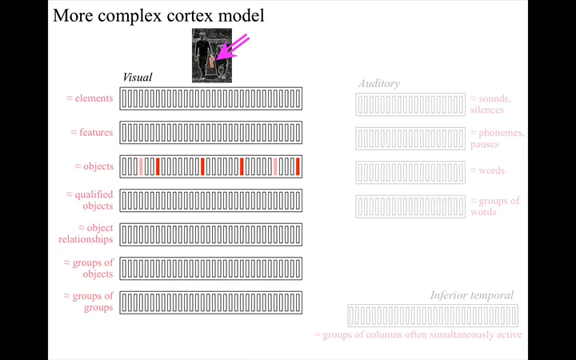 More complex cortex model
Visual
≈ elements
≈ features
≈ objects
≈ qualified
objects
≈ object
relationships
≈ groups of
objects
≈ groups of
groups
Auditory
≈ sounds,
silences
≈ phonemes,
pauses
≈ words
≈ groups of
words
Inferior temporal
≈ groups of columns often simultaneously active